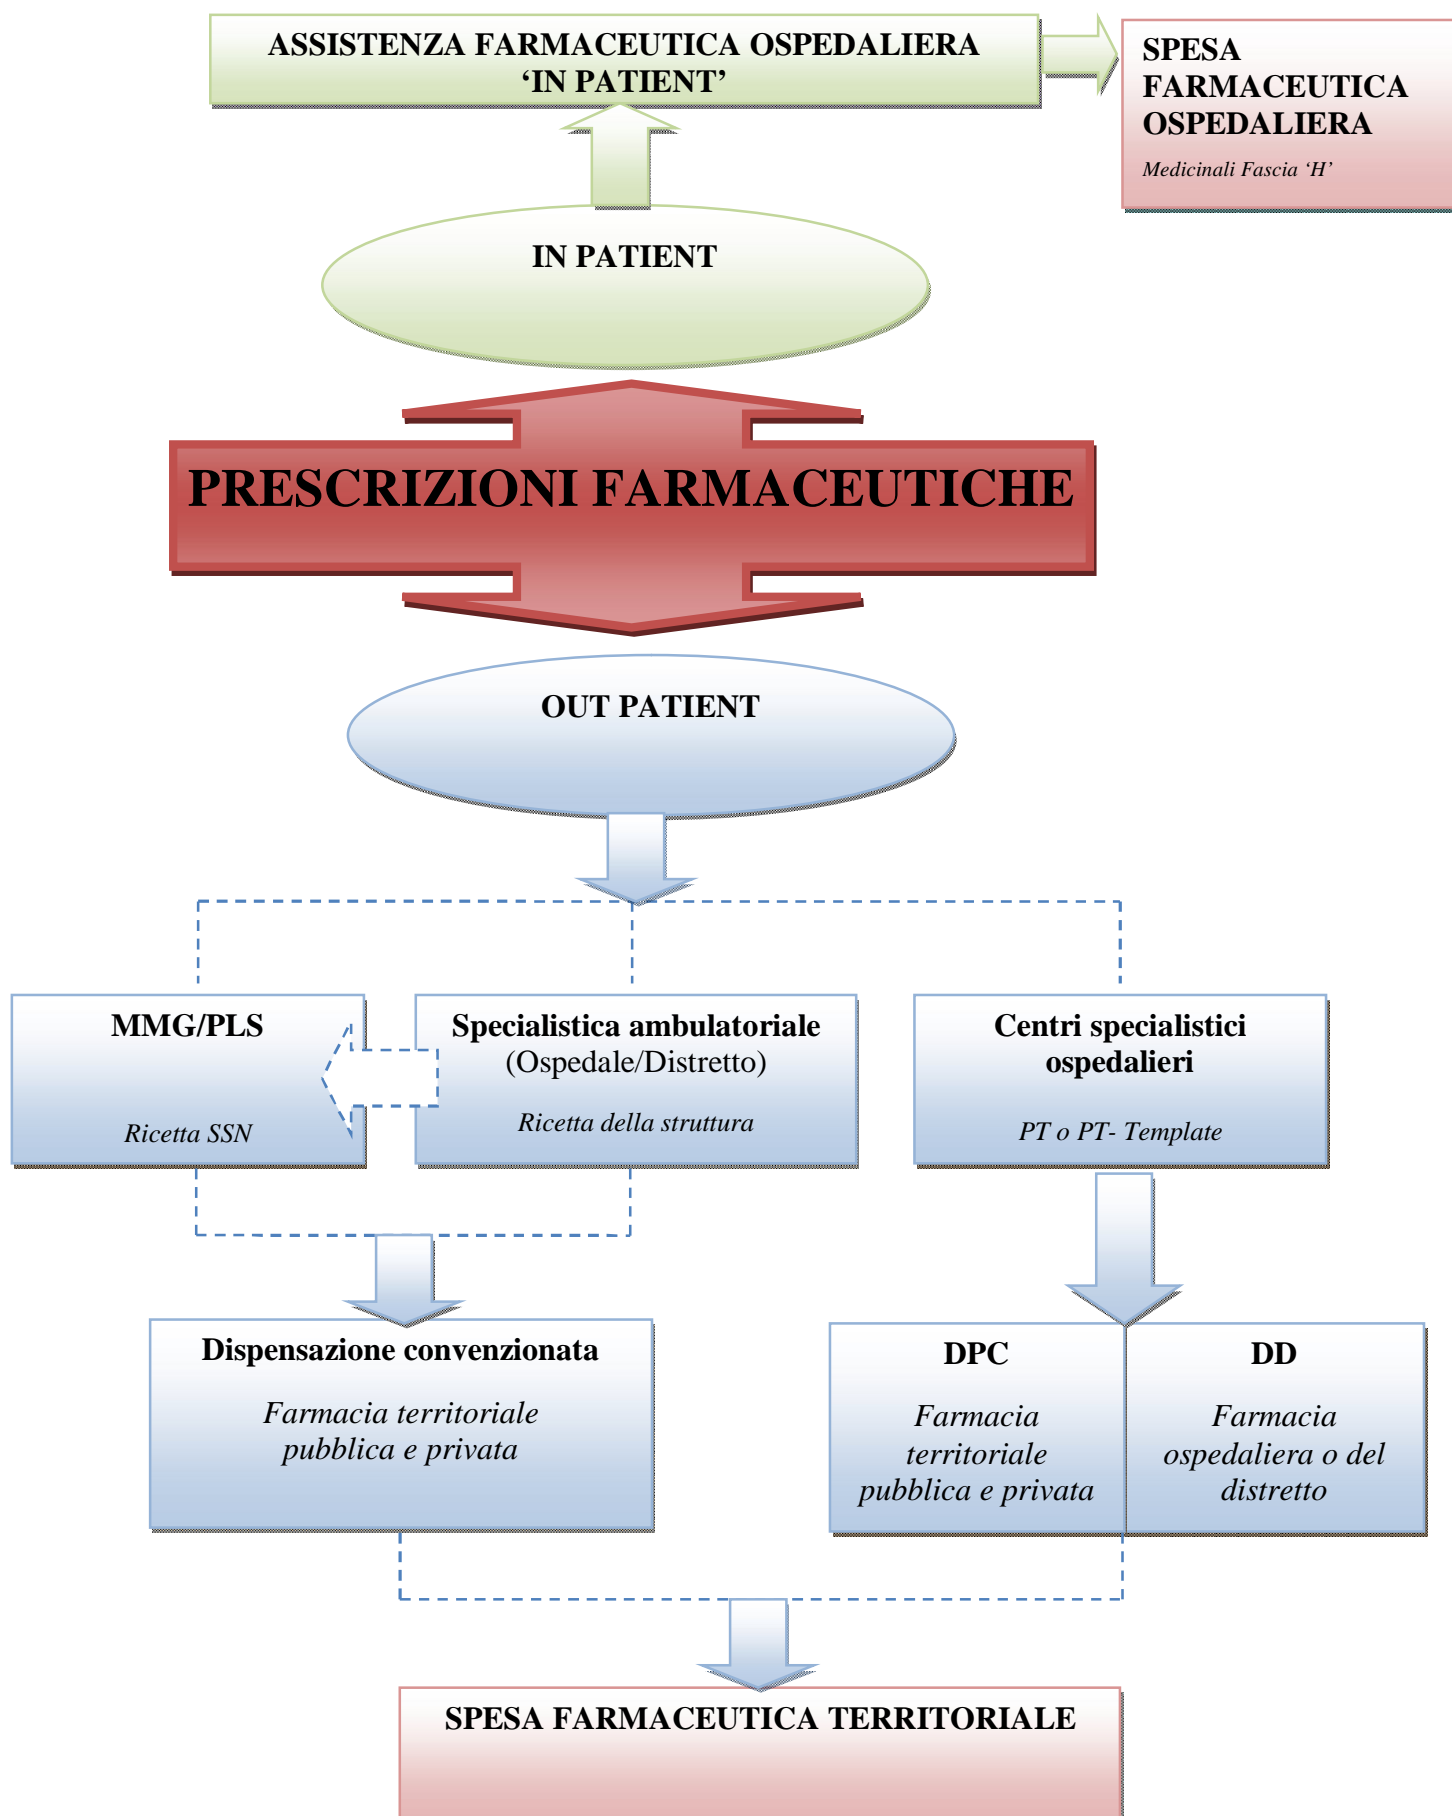 ASSISTENZA FARMACEUTICA OSPEDALIERA
‘IN PATIENT’
SPESA
FARMACEUTICA
OSPEDALIERA
Medicinali Fascia ‘H’
IN PATIENT
PRESCRIZIONI FARMACEUTICHE
OUT PATIENT
MMG/PLS
Ricetta SSN
Specialistica ambulatoriale
(Ospedale/Distretto)
Ricetta della struttura
Centri specialistici
ospedalieri
PT o PT- Template
Dispensazione convenzionata
Farmacia territoriale
pubblica e privata
DPC
Farmacia
territoriale
pubblica e privata
DD
Farmacia
ospedaliera o del
distretto
SPESA FARMACEUTICA TERRITORIALE